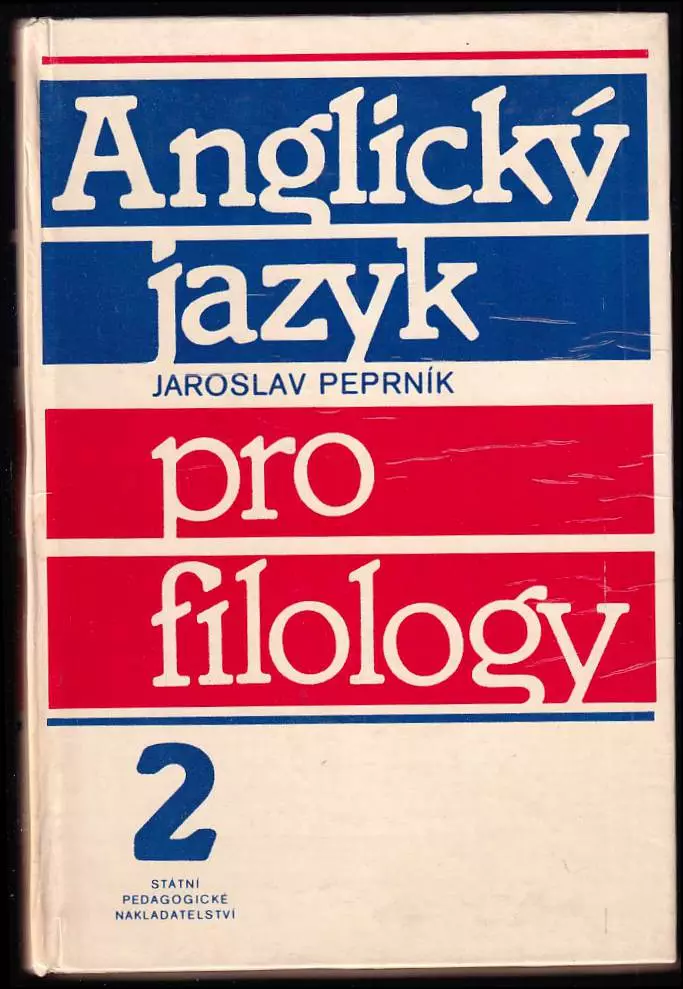 Anglický
jazyk
JAROSLAV PEPRNÍK
pro
filology
2
STÁTNÍ
PEDAGOGICKÉ
NAKLADATELSTVÍ